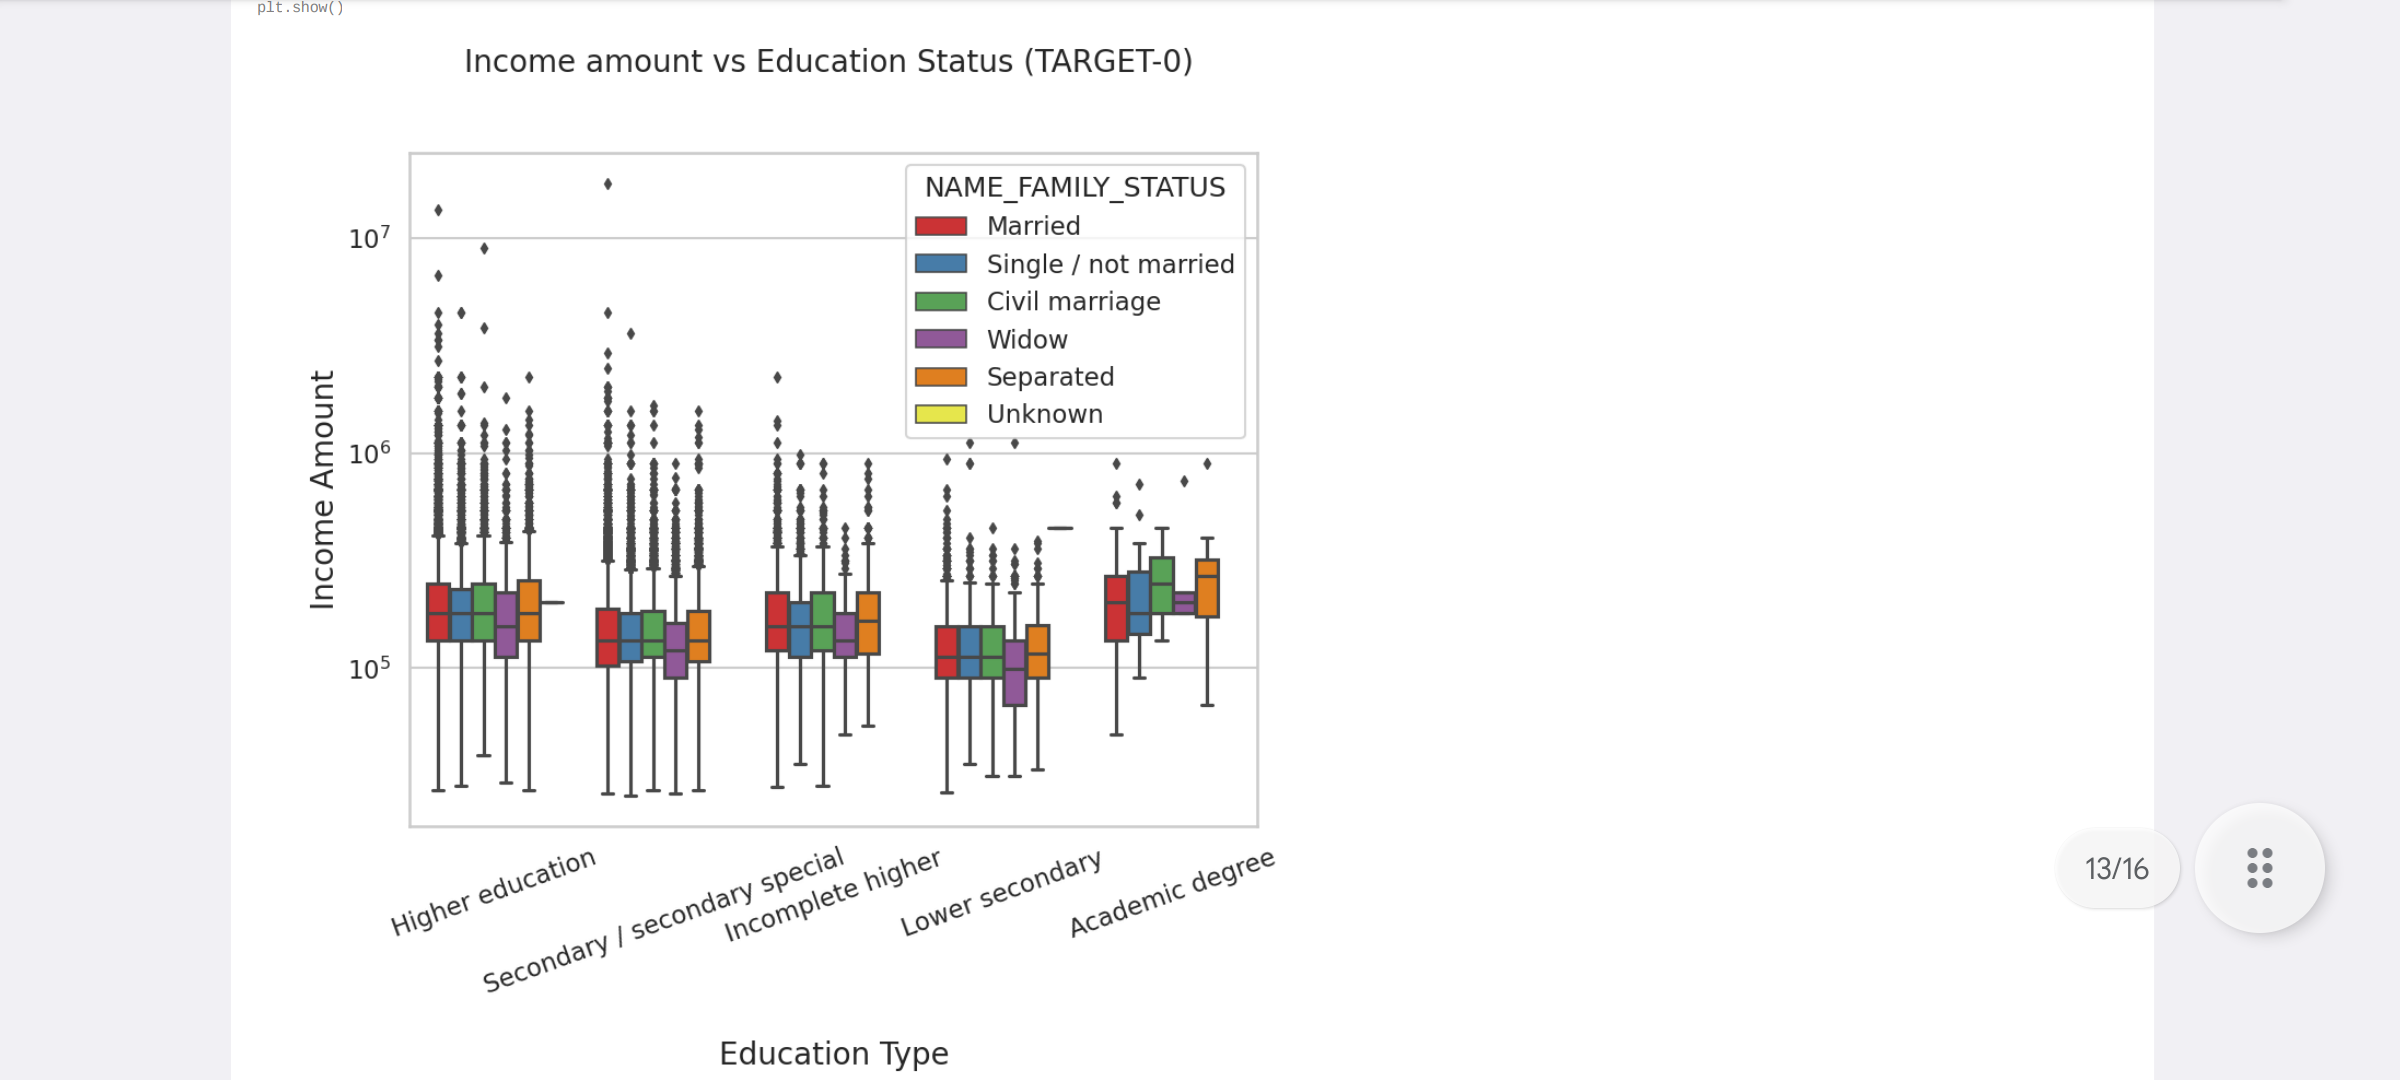 plt.show()
Income amount vs Education Status (TARGET-0)
NAME_FAMILY_STATUS
Married
Single / not married
Civil marriage
Widow
Separated
Unknown
10⁷
10⁶
10⁵
Income Amount
Higher education
Secondary / secondary special
Incomplete higher
Lower secondary
Academic degree
Education Type
13/16